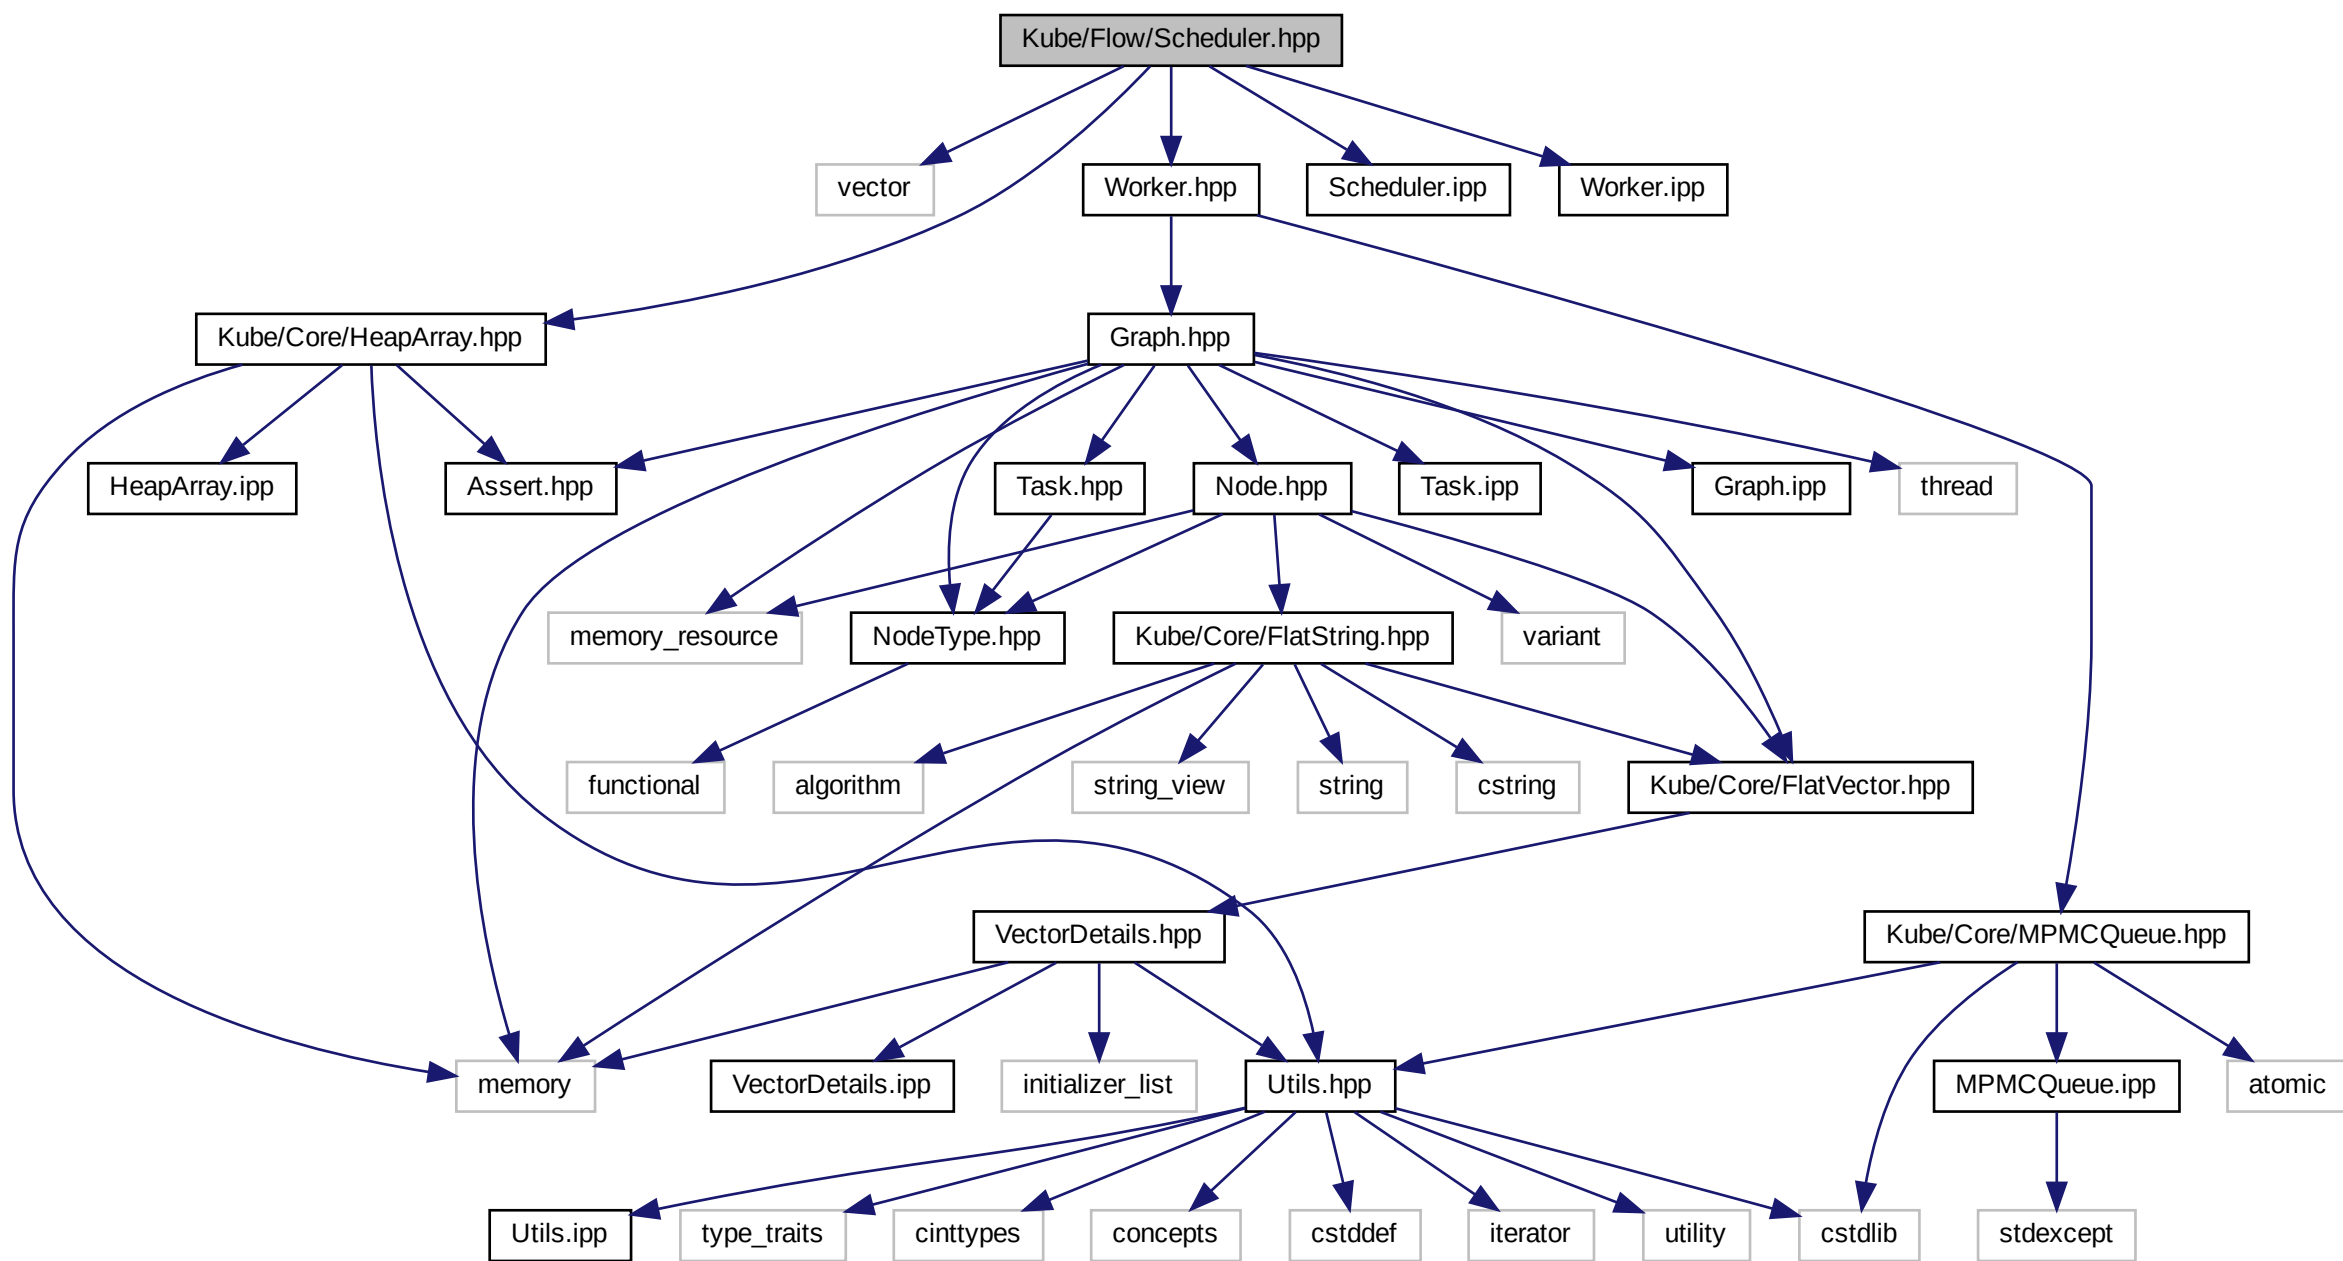 Kube/Flow/Scheduler.hpp
vector
Worker.hpp
Scheduler.ipp
Worker.ipp
Kube/Core/HeapArray.hpp
Graph.hpp
HeapArray.ipp
Assert.hpp
Task.hpp
Node.hpp
Task.ipp
Graph.ipp
thread
memory_resource
NodeType.hpp
Kube/Core/FlatString.hpp
variant
functional
algorithm
string_view
string
cstring
Kube/Core/FlatVector.hpp
VectorDetails.hpp
Kube/Core/MPMCQueue.hpp
memory
VectorDetails.ipp
initializer_list
Utils.hpp
MPMCQueue.ipp
atomic
Utils.ipp
type_traits
cinttypes
concepts
cstddef
iterator
utility
cstdlib
stdexcept